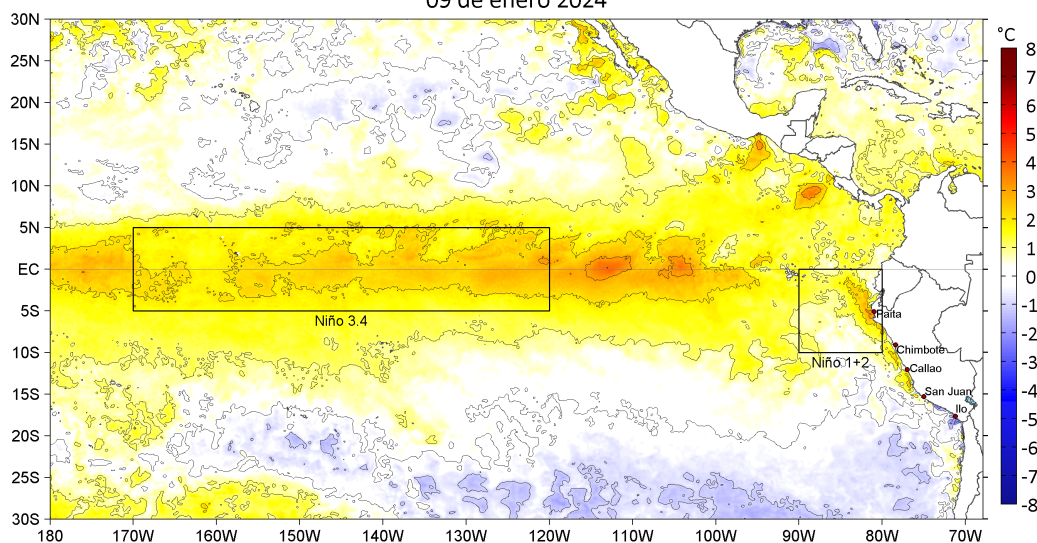 09 de enero 2024
°C
30N
25N
20N
15N
10N
5N
EC
5S
10S
15S
20S
25S
30S
180
170W
160W
150W
140W
130W
120W
110W
100W
90W
80W
70W
Niño 3.4
Niño 1+2
Paita
Chimbote
Callao
San Juan
Ilo
8
7
6
5
4
3
2
1
0
-1
-2
-3
-4
-5
-6
-7
-8